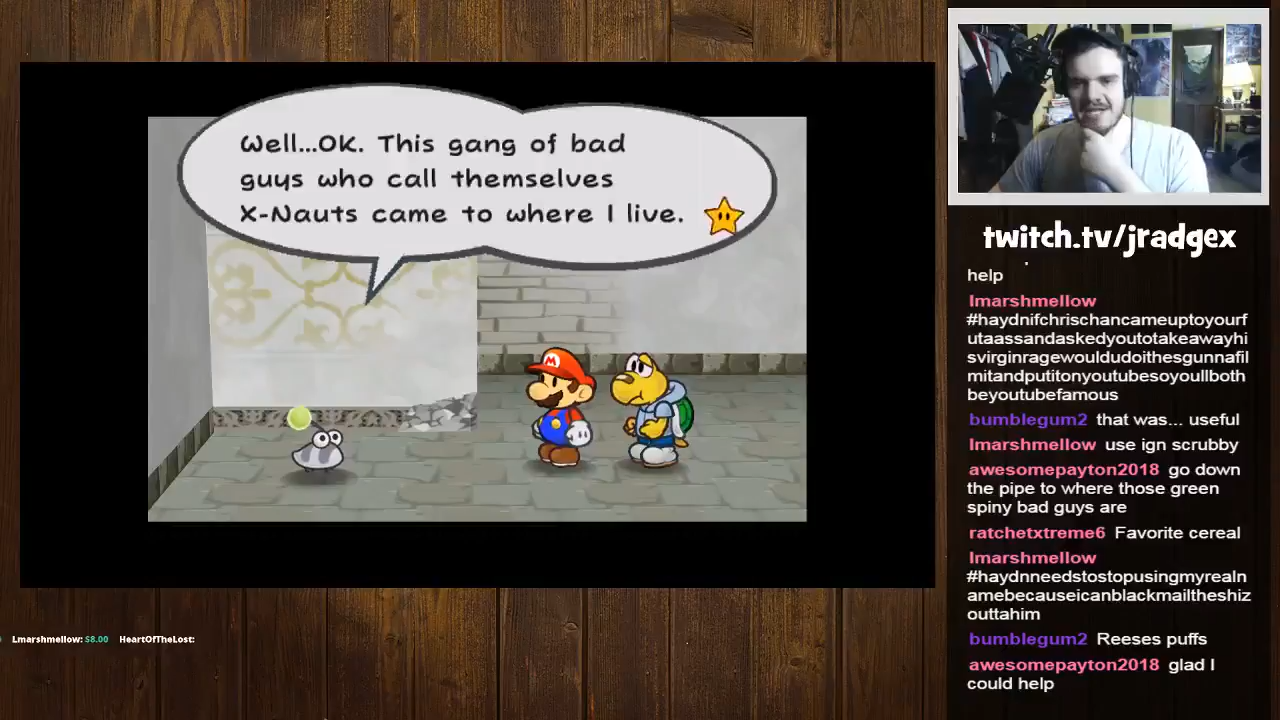 Well...OK. This gang of bad
guys who call themselves
X-Nauts came to where I live.
M
twitch.tv/jradgex
help
lmarshmellow
#haydnifchrischancameuptoyourf
utaassandaskedyoutotakeawayhi
svirginragewouldudoithesgunnafil
mitandputitonyoutubesoyoullboth
beyoutubefamous
bumblegum2 that was... useful
lmarshmellow use ign scrubby
awesomepayton2018 go down
the pipe to where those green
spiny bad guys are
ratchetxtreme6 Favorite cereal
lmarshmellow
#haydnneedstostopusingmyrealn
amebecauseicanblackmailtheshiz
outtahim
bumblegum2 Reeses puffs
awesomepayton2018 glad I
could help
Lmarshmellow: $8.00 HeartOfTheLost: